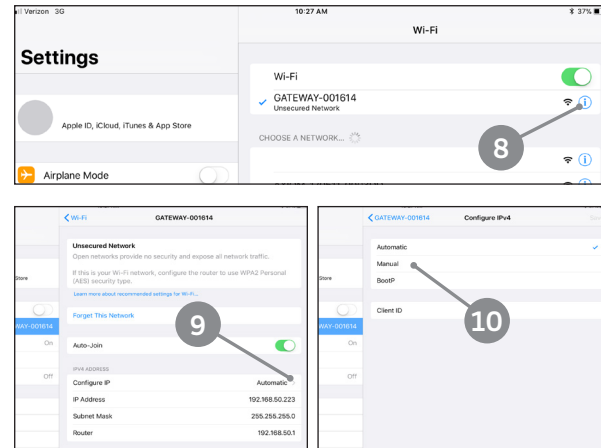 Verizon 3G 10:27 AM 37%
Wi-Fi
Settings
Wi-Fi
GATEWAY-001614
Unsecured Network
Apple ID, iCloud, iTunes & App Store
CHOOSE A NETWORK...
8
Airplane Mode
Wi-Fi GATEWAY-001614
Unsecured Network
Open networks provide no security and expose all network traffic.
If this is your Wi-Fi network, configure the router to use WPA2 Personal
(AES) security type.
Store
Learn more about recommended settings for Wi-Fi...
Forget This Network
9
WAY-001614
On
Auto-Join
IPV4 ADDRESS
Off
Configure IP Automatic
IP Address 192.168.50.223
Subnet Mask 255.255.255.0
Router 192.168.50.1
GATEWAY-001614 Configure IPv4
Automatic
Manual
Store
BootP
Client ID
10
WAY-001614
On
Off